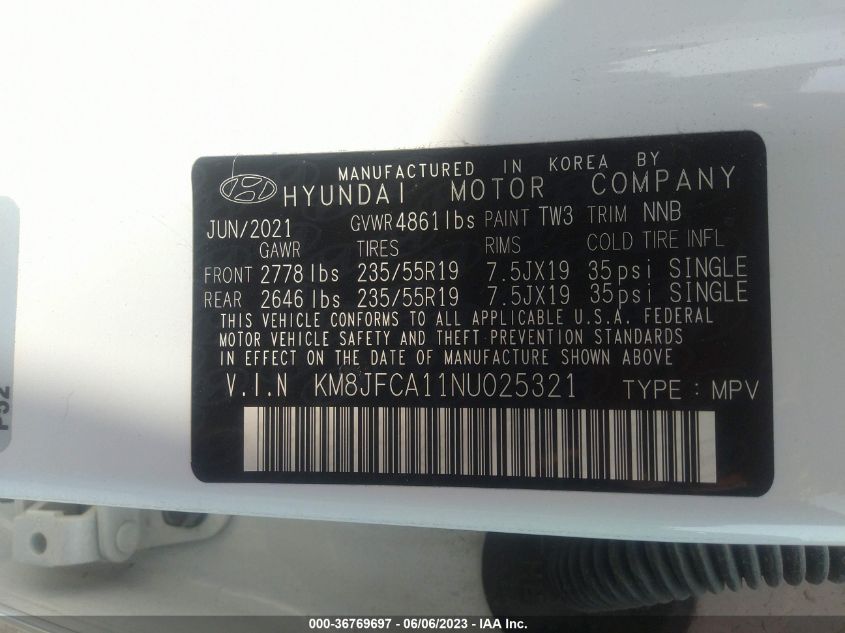 MANUFACTURED IN KOREA BY
HYUNDAI MOTOR COMPANY
JUN/2021 GVWR 4861 lbs PAINT TW3 TRIM NNB
GAWR TIRES RIMS COLD TIRE INFL
FRONT 2778 lbs 235/55R19 7.5JX19 35psi SINGLE
REAR 2646 lbs 235/55R19 7.5JX19 35psi SINGLE
THIS VEHICLE CONFORMS TO ALL APPLICABLE U.S.A. FEDERAL
MOTOR VEHICLE SAFETY AND THEFT-PREVENTION STANDARDS
IN EFFECT ON THE DATE OF MANUFACTURE SHOWN ABOVE
V.I.N KM8JFCA11NU025321 TYPE : MPV
000-36769697 - 06/06/2023 - IAA Inc.